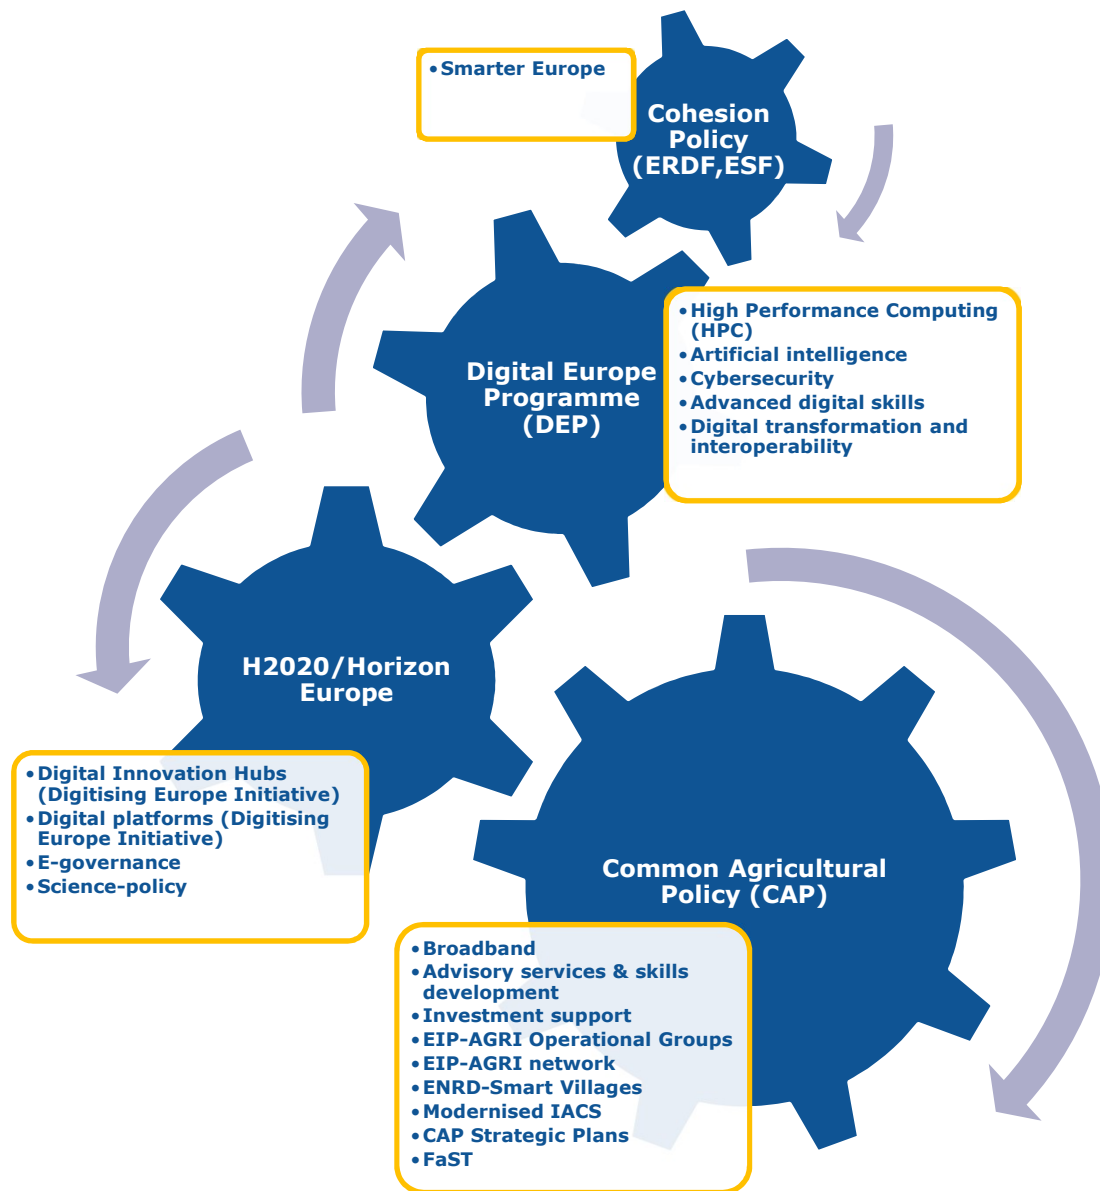 •Smarter Europe
Cohesion
Policy
(ERDF,ESF)
Digital Europe
Programme
(DEP)
•High Performance Computing
(HPC)
•Artificial intelligence
•Cybersecurity
•Advanced digital skills
•Digital transformation and
interoperability
H2020/Horizon
Europe
•Digital Innovation Hubs
(Digitising Europe Initiative)
•Digital platforms (Digitising
Europe Initiative)
•E-governance
•Science-policy
Common Agricultural
Policy (CAP)
•Broadband
•Advisory services & skills
development
•Investment support
•EIP-AGRI Operational Groups
•EIP-AGRI network
•ENRD-Smart Villages
•Modernised IACS
•CAP Strategic Plans
•FaST